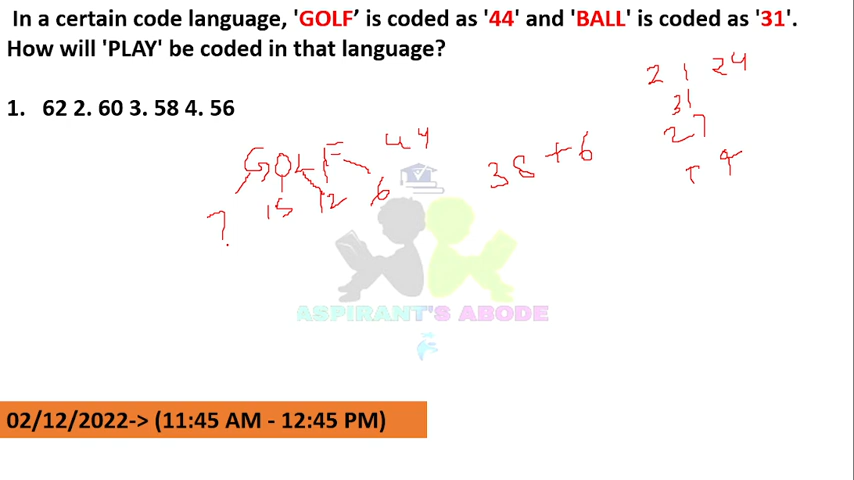 In a certain code language, 'GOLF’ is coded as '44' and 'BALL' is coded as '31'.
How will 'PLAY' be coded in that language?
2 1 24
31
27
1. 62 2. 60 3. 58 4. 56
GOLF 44
38 + 6
7 15 12 6
ASPIRANT'S ABODE
02/12/2022-> (11:45 AM - 12:45 PM)